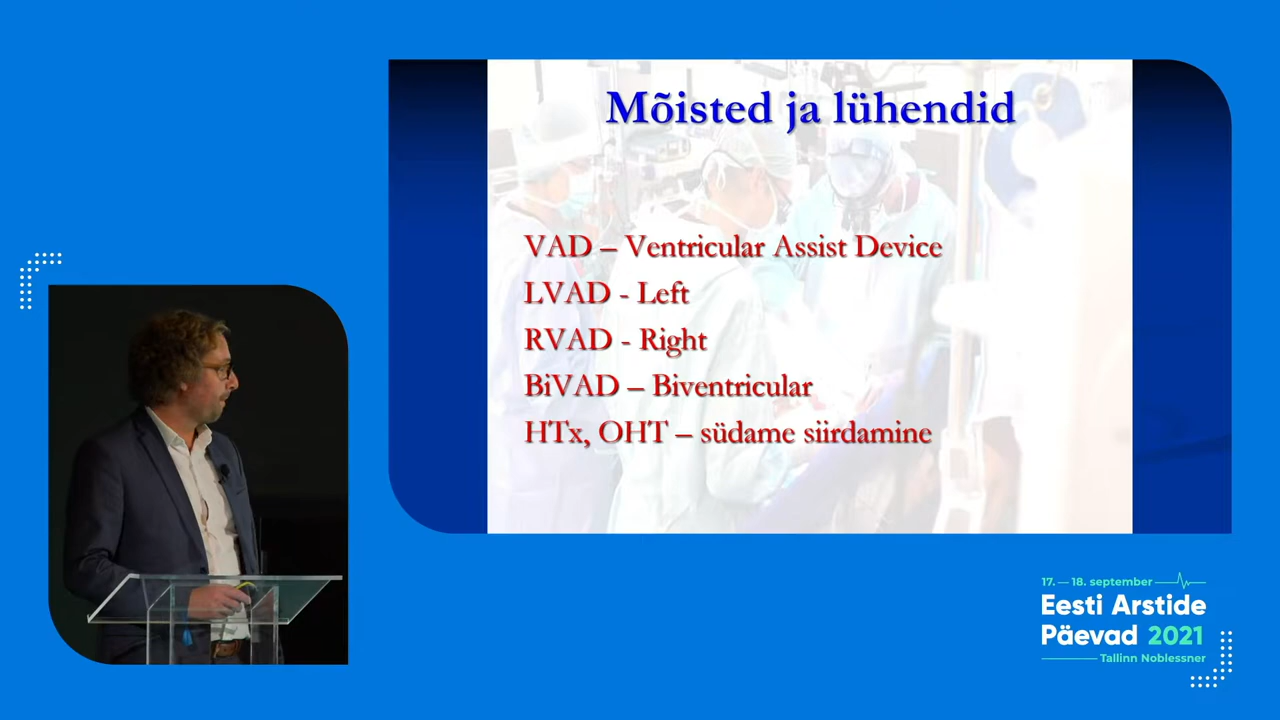 Mõisted ja lühendid
VAD – Ventricular Assist Device
LVAD - Left
RVAD - Right
BiVAD – Biventricular
HTx, OHT – südame siirdamine
17. — 18. september
Eesti Arstide
Päevad 2021
Tallinn Noblessner